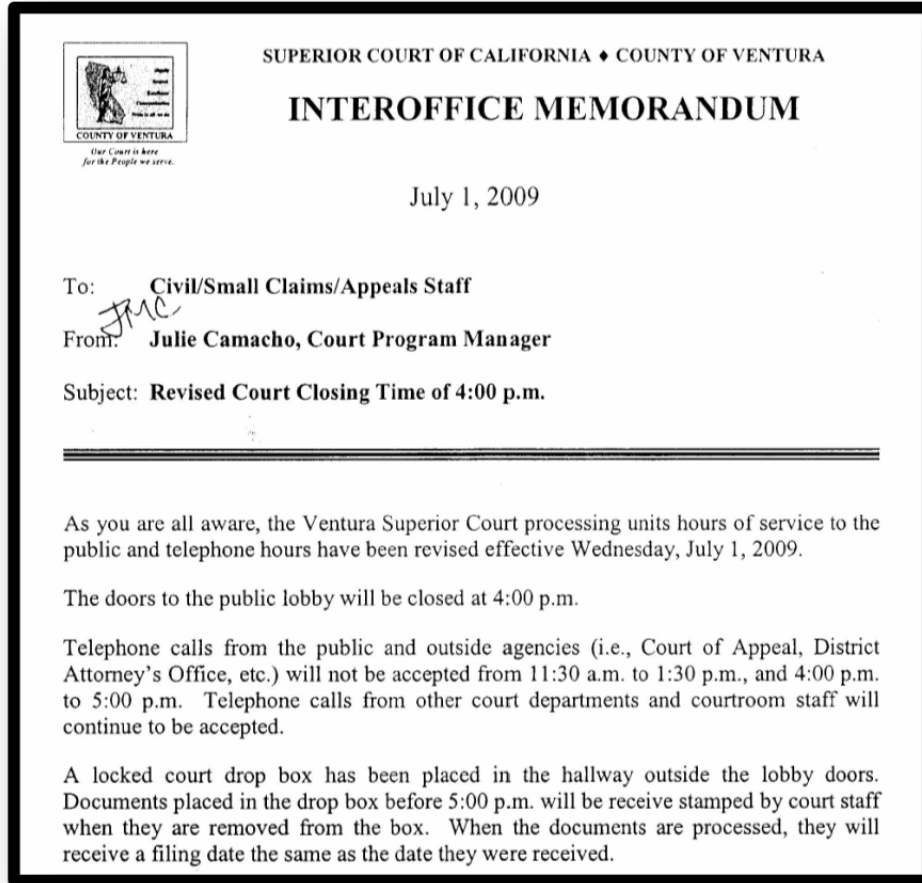 SUPERIOR COURT OF CALIFORNIA ♦ COUNTY OF VENTURA
INTEROFFICE MEMORANDUM
COUNTY OF VENTURA
Our Court is here
for the People we serve.
July 1, 2009
To: Civil/Small Claims/Appeals Staff
JMC
From: Julie Camacho, Court Program Manager
Subject: Revised Court Closing Time of 4:00 p.m.
As you are all aware, the Ventura Superior Court processing units hours of service to the
public and telephone hours have been revised effective Wednesday, July 1, 2009.
The doors to the public lobby will be closed at 4:00 p.m.
Telephone calls from the public and outside agencies (i.e., Court of Appeal, District
Attorney's Office, etc.) will not be accepted from 11:30 a.m. to 1:30 p.m., and 4:00 p.m.
to 5:00 p.m. Telephone calls from other court departments and courtroom staff will
continue to be accepted.
A locked court drop box has been placed in the hallway outside the lobby doors.
Documents placed in the drop box before 5:00 p.m. will be receive stamped by court staff
when they are removed from the box. When the documents are processed, they will
receive a filing date the same as the date they were received.